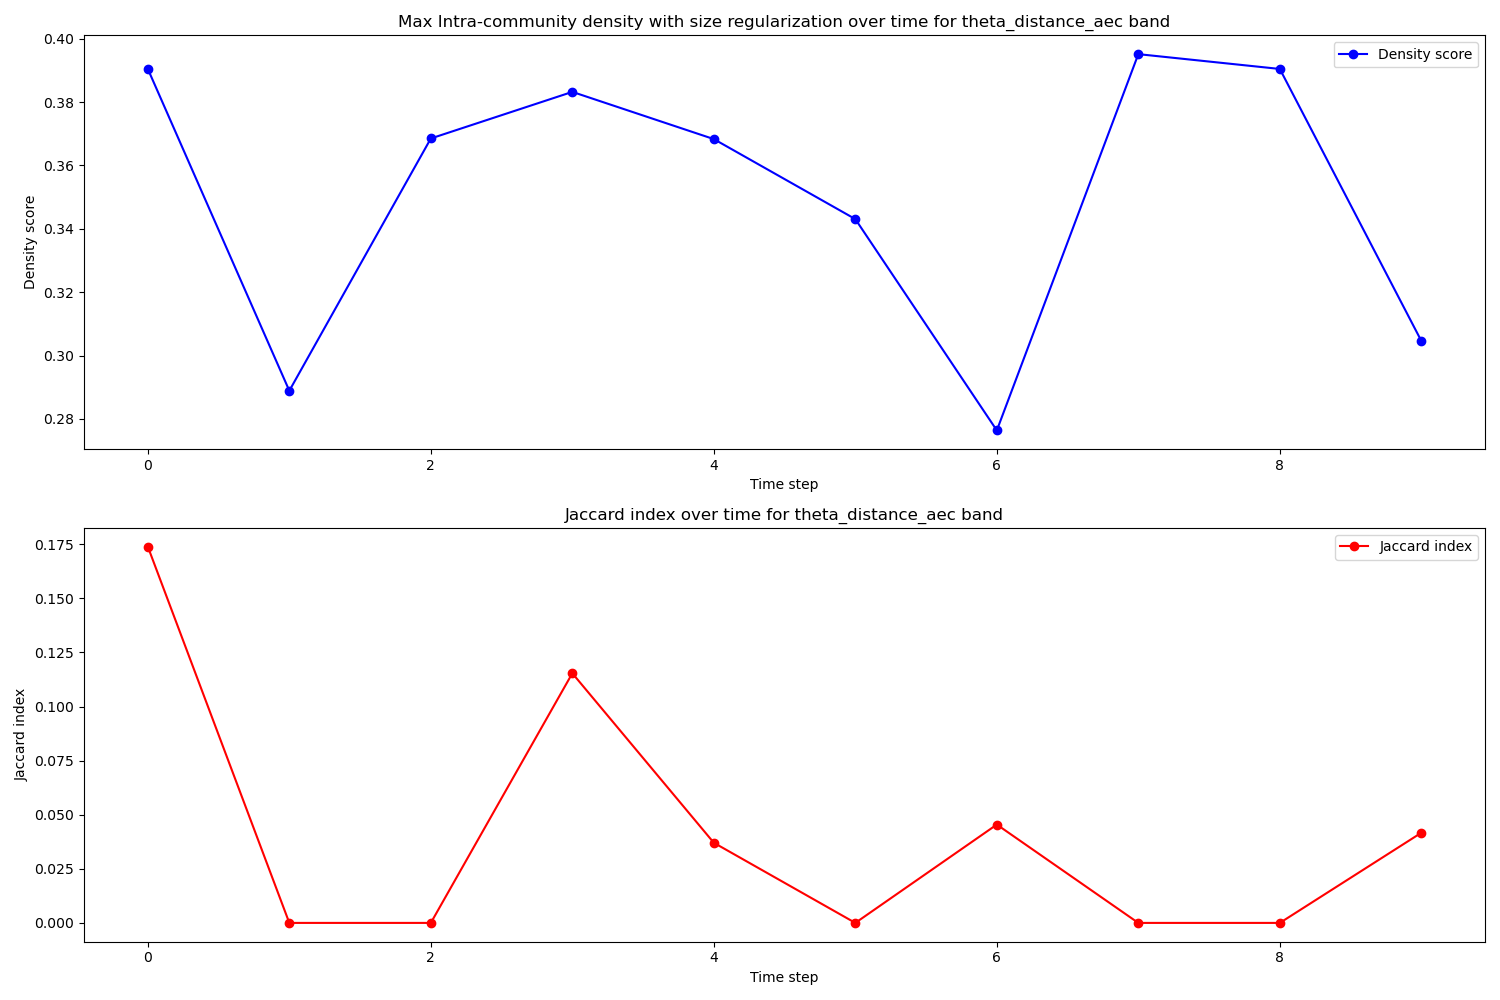 Max Intra-community density with size regularization over time for theta_distance_aec band
0.40
0.38
0.36
0.34
0.32
0.30
0.28
Density score
Density score
0 2 4 6 8
Time step
Jaccard index over time for theta_distance_aec band
0.175
0.150
0.125
0.100
0.075
0.050
0.025
0.000
Jaccard index
Jaccard index
0 2 4 6 8
Time step